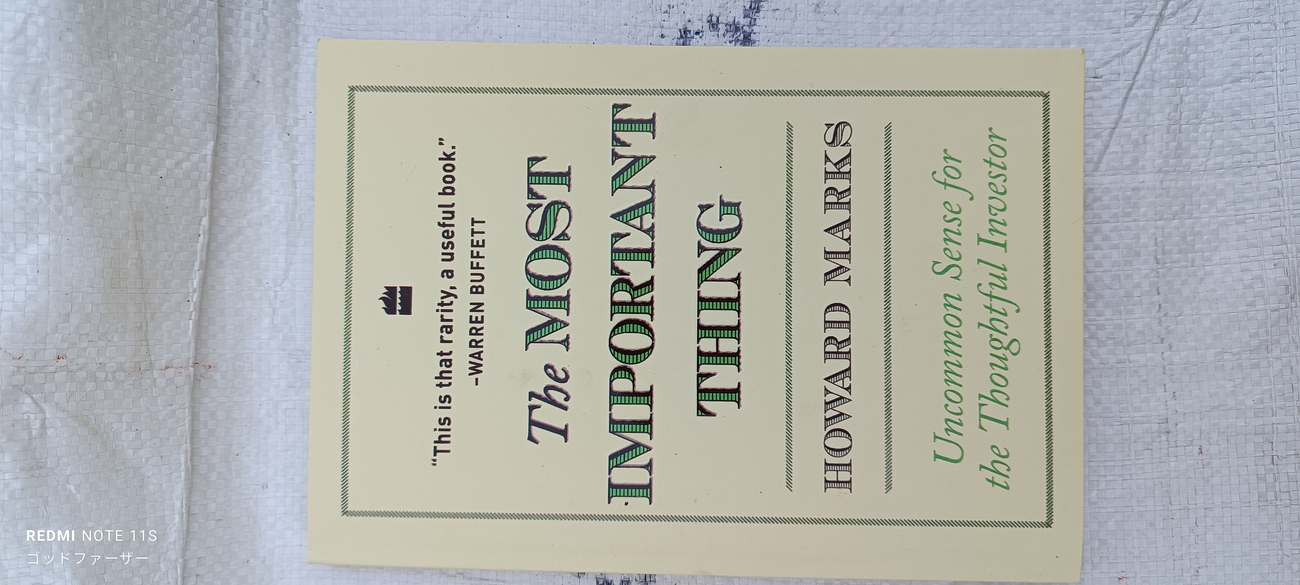 “This is that rarity, a useful book.”
–WARREN BUFFETT
The MOST
IMPORTANT
THING
HOWARD MARKS
Uncommon Sense for
the Thoughtful Investor
REDMI NOTE 11S
ゴッドファーザー